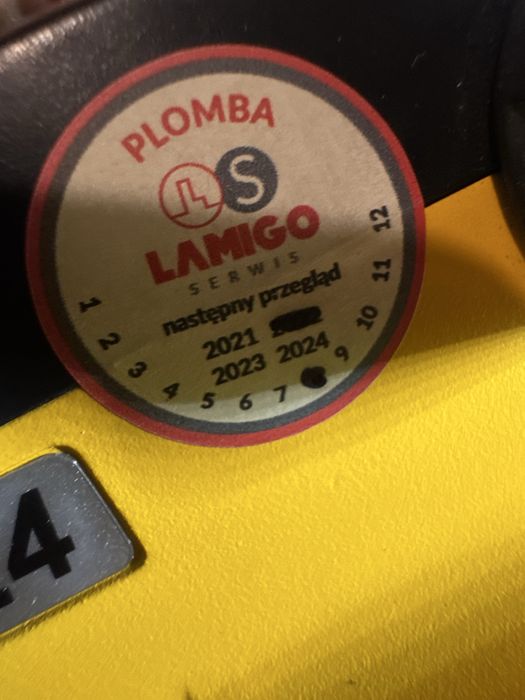 PLOMBA
LS
LAMIGO
SERWIS
następny przegląd
2021
2023 2024
1 2 3 4 5 6 7 9 10 11 12
4